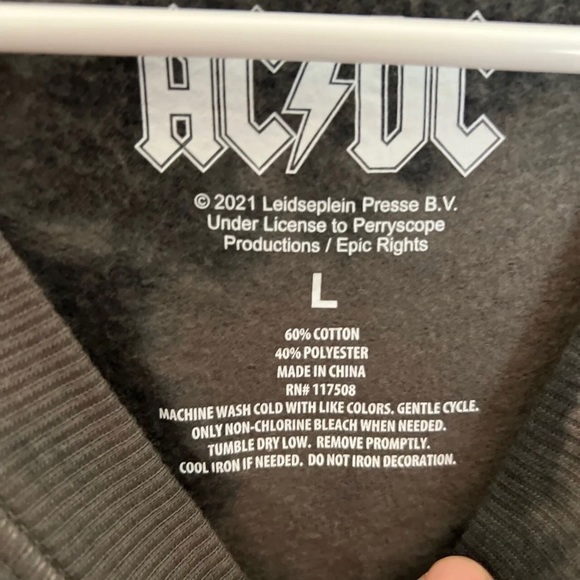 AC/DC
© 2021 Leidseplein Presse B.V.
Under License to Perryscope
Productions / Epic Rights
L
60% COTTON
40% POLYESTER
MADE IN CHINA
RN# 117508
MACHINE WASH COLD WITH LIKE COLORS. GENTLE CYCLE.
ONLY NON-CHLORINE BLEACH WHEN NEEDED.
TUMBLE DRY LOW. REMOVE PROMPTLY.
COOL IRON IF NEEDED. DO NOT IRON DECORATION.